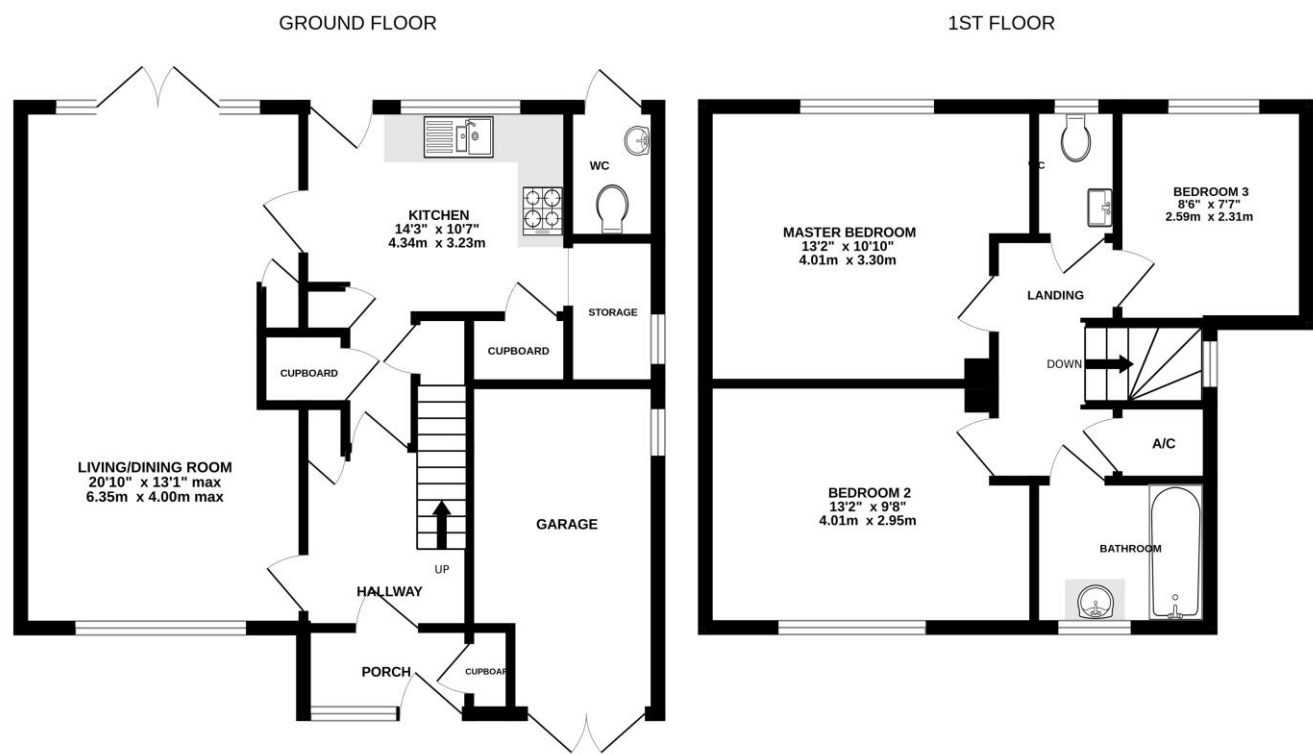 GROUND FLOOR
1ST FLOOR
WC
KITCHEN
14'3" x 10'7"
4.34m x 3.23m
STORAGE
CUPBOARD
CUPBOARD
LIVING/DINING ROOM
20'10" x 13'1" max
6.35m x 4.00m max
GARAGE
UP
HALLWAY
PORCH
CUPBOAR
WC
BEDROOM 3
8'6" x 7'7"
2.59m x 2.31m
MASTER BEDROOM
13'2" x 10'10"
4.01m x 3.30m
LANDING
DOWN
A/C
BEDROOM 2
13'2" x 9'8"
4.01m x 2.95m
BATHROOM